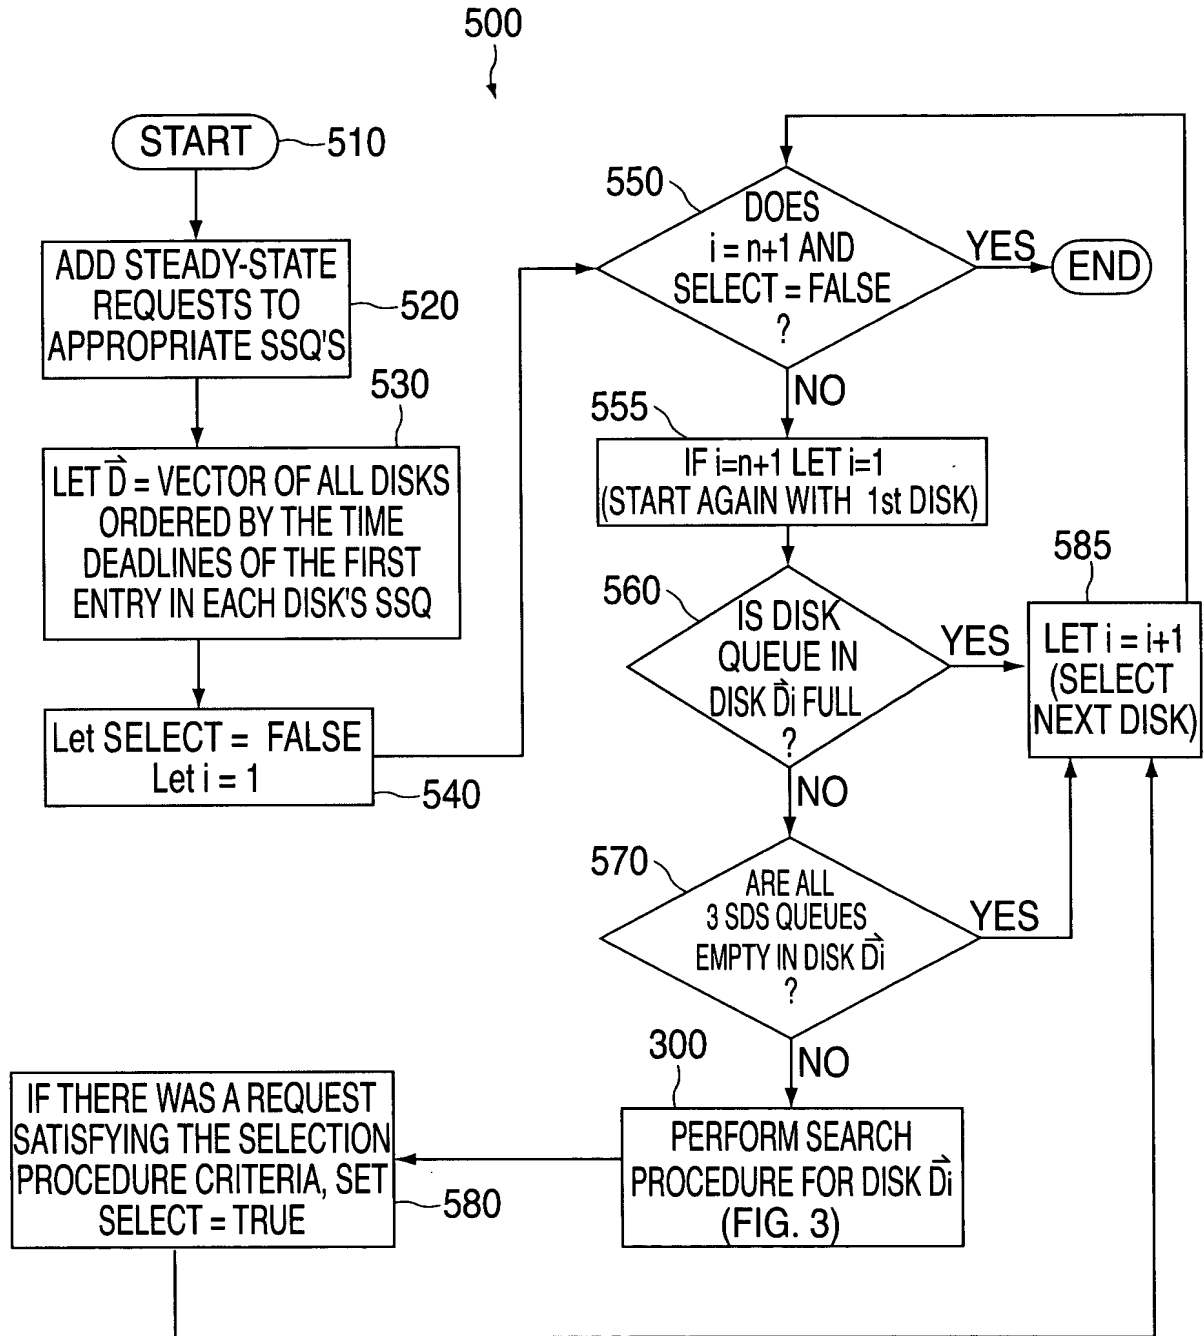 500
START
510
ADD STEADY-STATE
REQUESTS TO
APPROPRIATE SSQ'S
520
530
LET D⃗ = VECTOR OF ALL DISKS
ORDERED BY THE TIME
DEADLINES OF THE FIRST
ENTRY IN EACH DISK'S SSQ
Let SELECT = FALSE
Let i = 1
540
550
DOES
i = n+1 AND
SELECT = FALSE
?
YES
END
NO
555
IF i=n+1 LET i=1
(START AGAIN WITH 1st DISK)
560
IS DISK
QUEUE IN
DISK D⃗i FULL
?
YES
585
LET i = i+1
(SELECT
NEXT DISK)
NO
570
ARE ALL
3 SDS QUEUES
EMPTY IN DISK D⃗i
?
YES
NO
300
PERFORM SEARCH
PROCEDURE FOR DISK D⃗i
(FIG. 3)
IF THERE WAS A REQUEST
SATISFYING THE SELECTION
PROCEDURE CRITERIA, SET
SELECT = TRUE
580